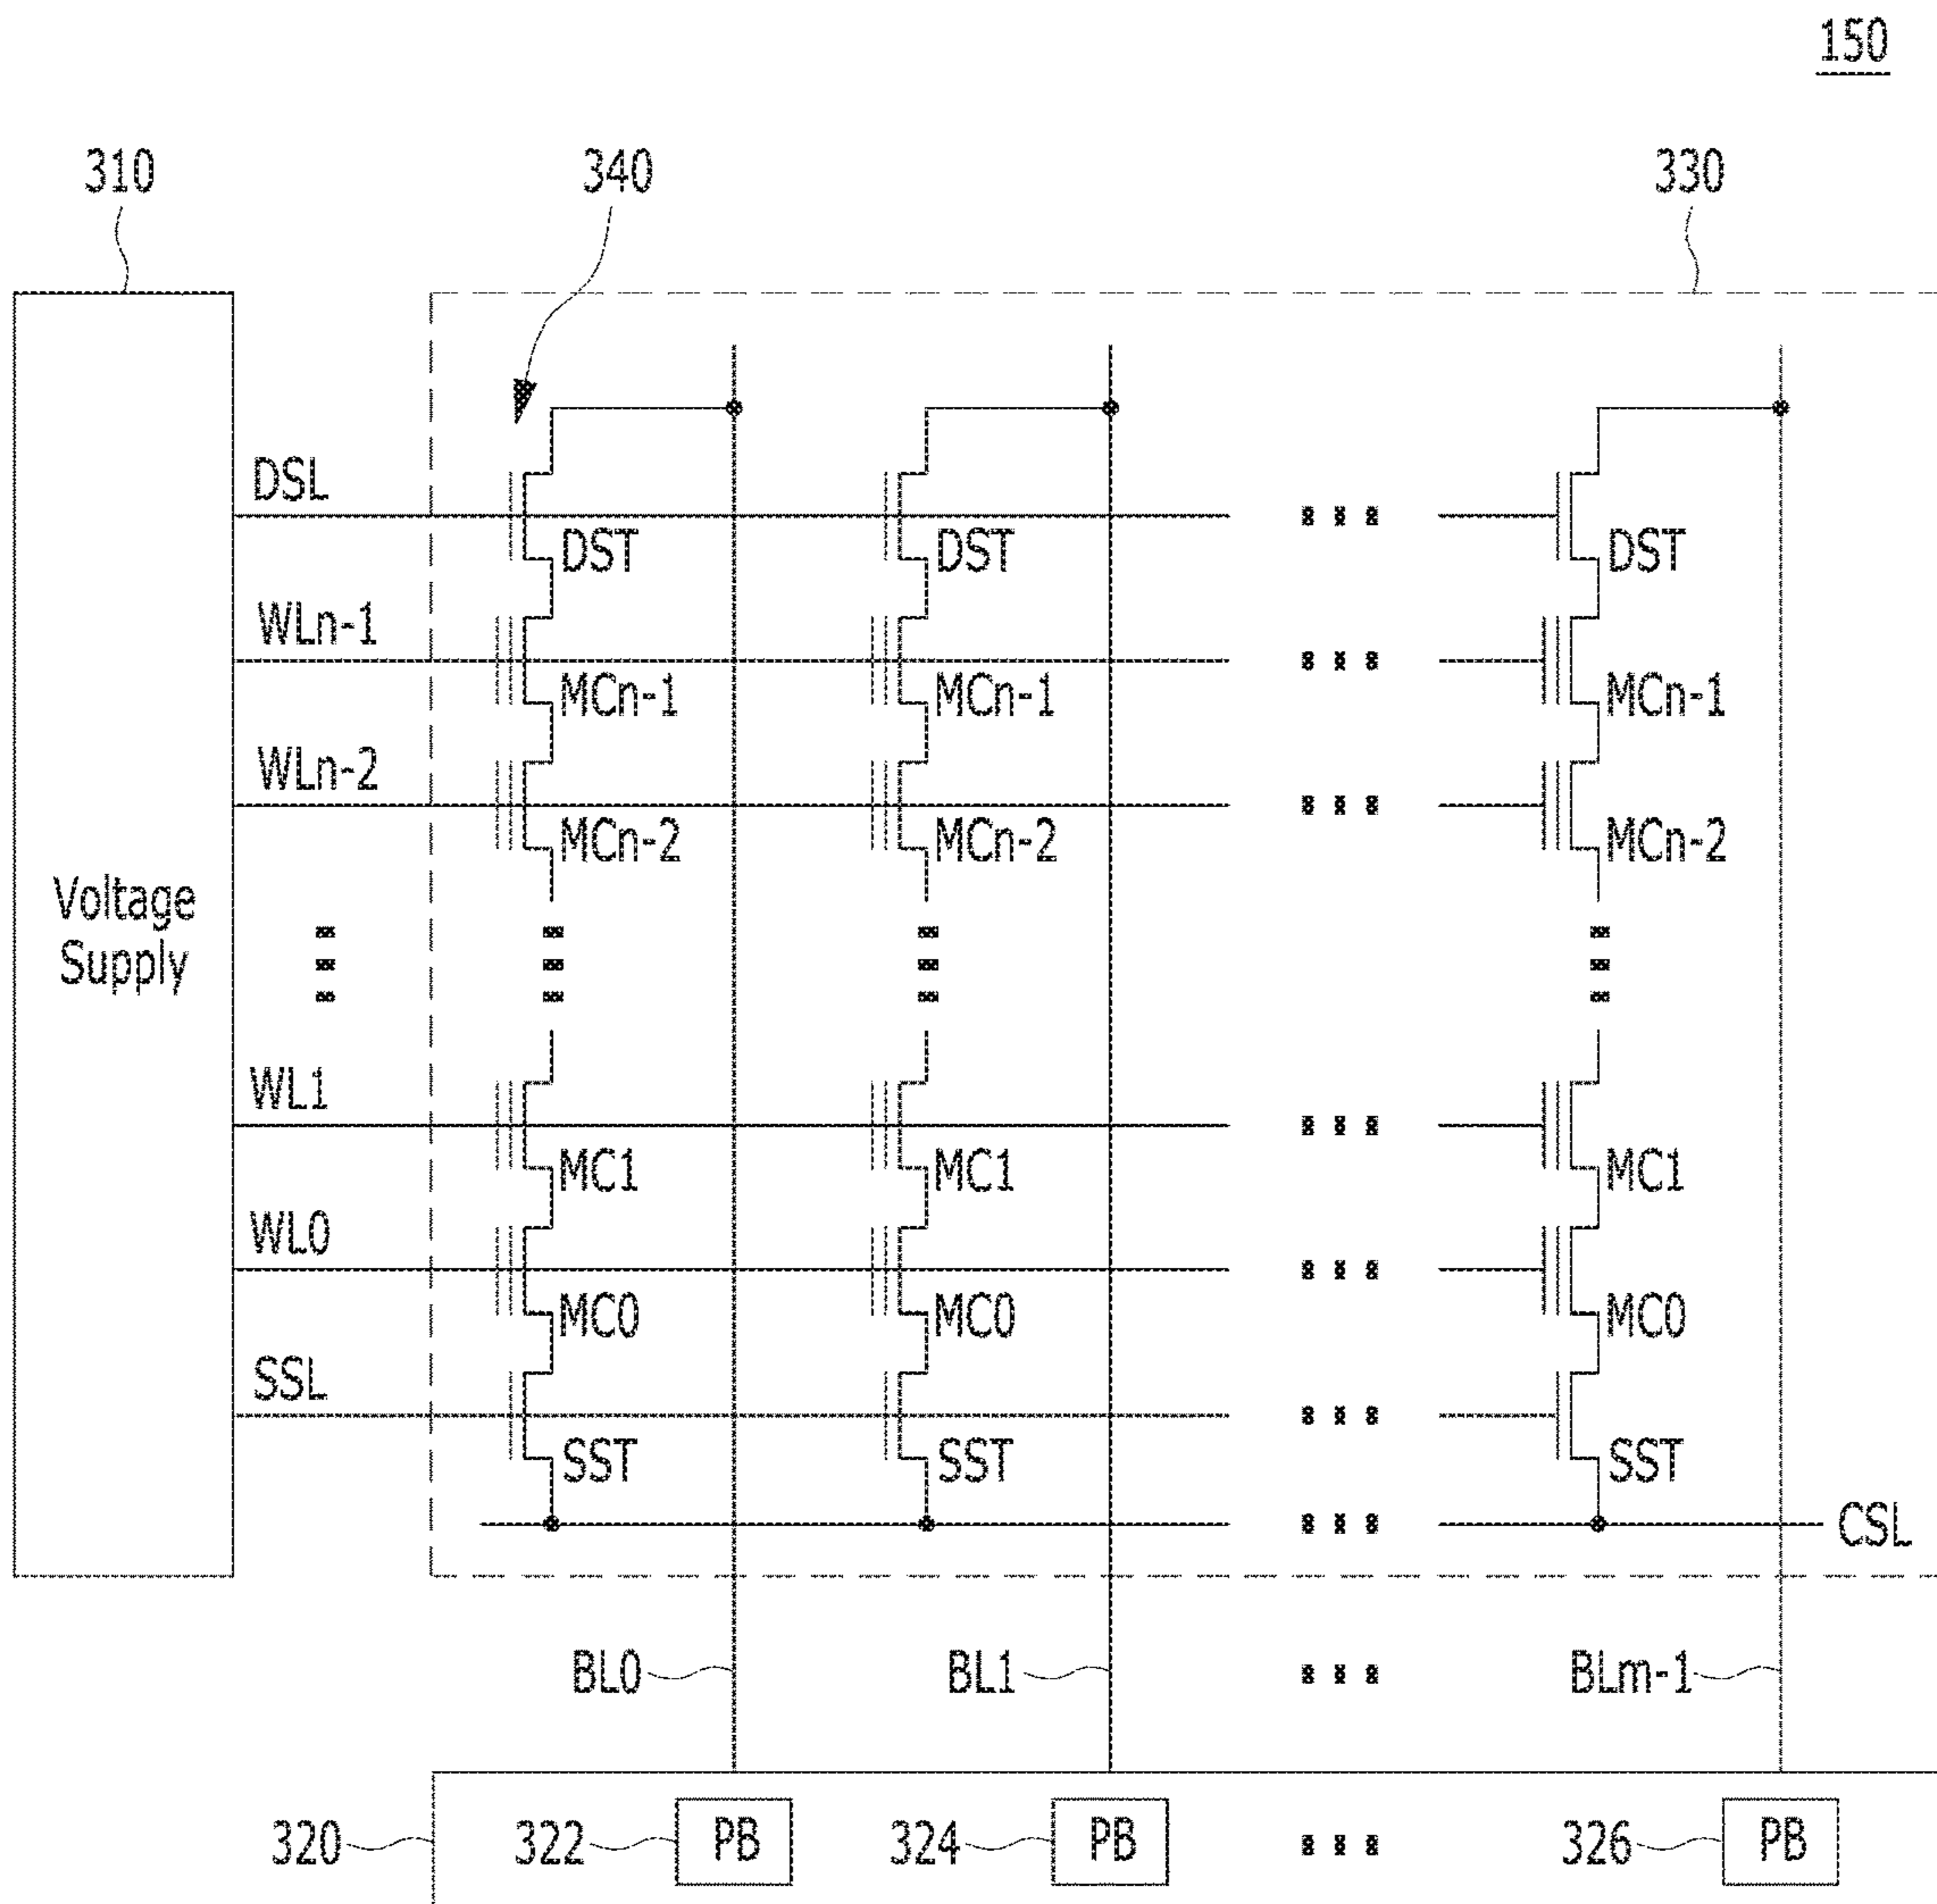 150
310
340
330
DSL
DST
DST
DST
WLn-1
MCn-1
MCn-1
MCn-1
WLn-2
MCn-2
MCn-2
MCn-2
Voltage
Supply
WL1
MC1
MC1
MC1
WL0
MC0
MC0
MC0
SSL
SST
SST
SST
CSL
BL0
BL1
BLm-1
320
322
PB
324
PB
326
PB